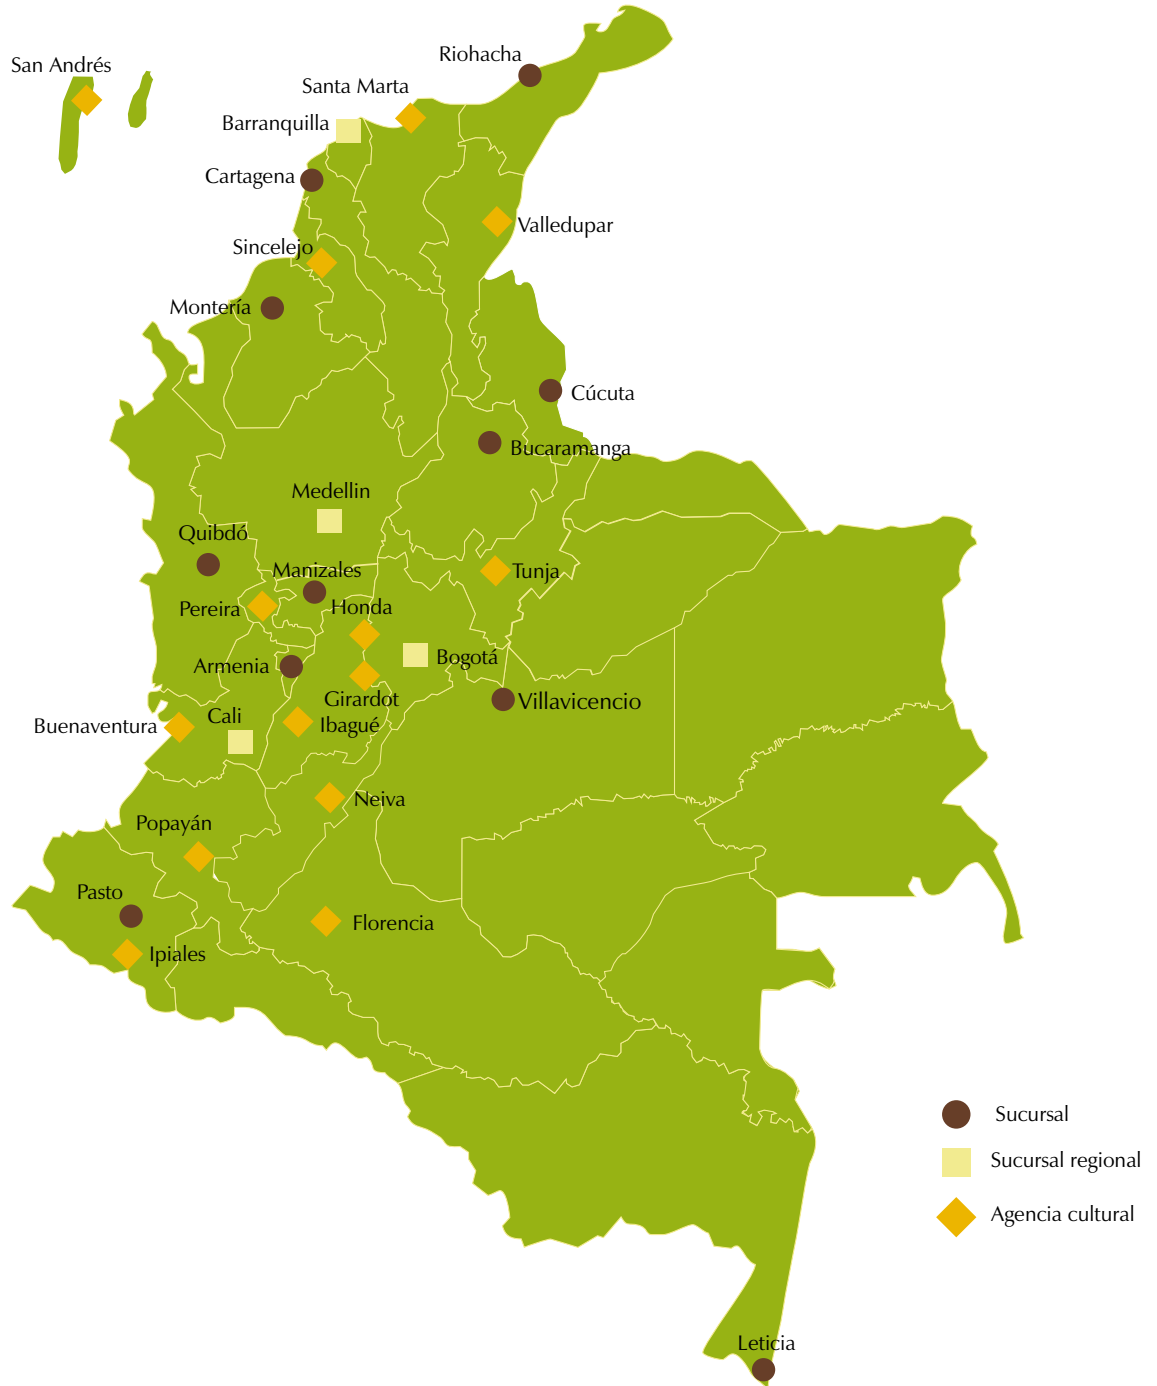 Riohacha
San Andrés
Santa Marta
Barranquilla
Cartagena
Valledupar
Sincelejo
Montería
Cúcuta
Bucaramanga
Medellin
Quibdó
Manizales
Tunja
Pereira
Honda
Armenia
Bogotá
Girardot
Villavicencio
Cali
Buenaventura
Ibagué
Neiva
Popayán
Pasto
Florencia
Ipiales
Sucursal
Sucursal regional
Agencia cultural
Leticia